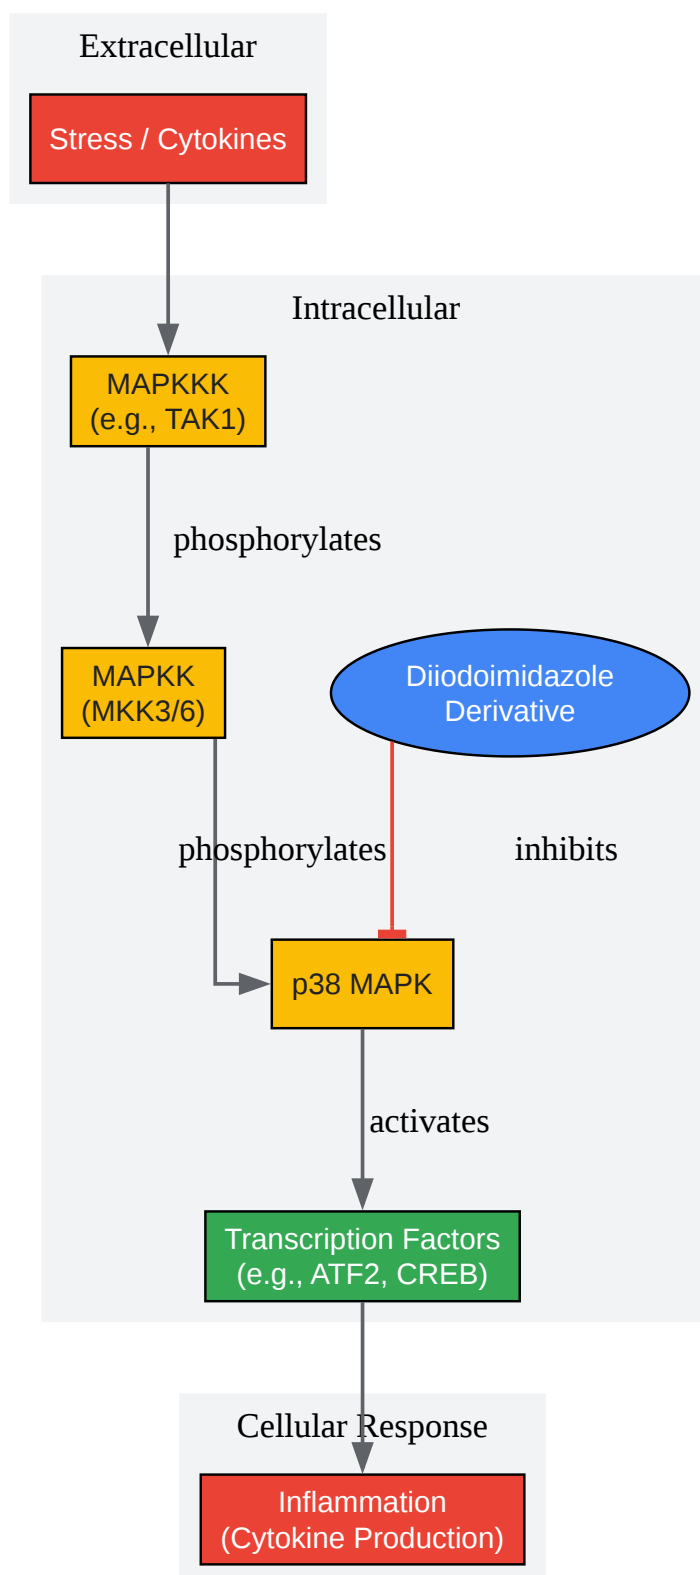 Extracellular
Stress / Cytokines
Intracellular
MAPKKK
(e.g., TAK1)
phosphorylates
MAPKK
(MKK3/6)
Diiodoimidazole
Derivative
phosphorylates
inhibits
p38 MAPK
activates
Transcription Factors
(e.g., ATF2, CREB)
Cellular Response
Inflammation
(Cytokine Production)